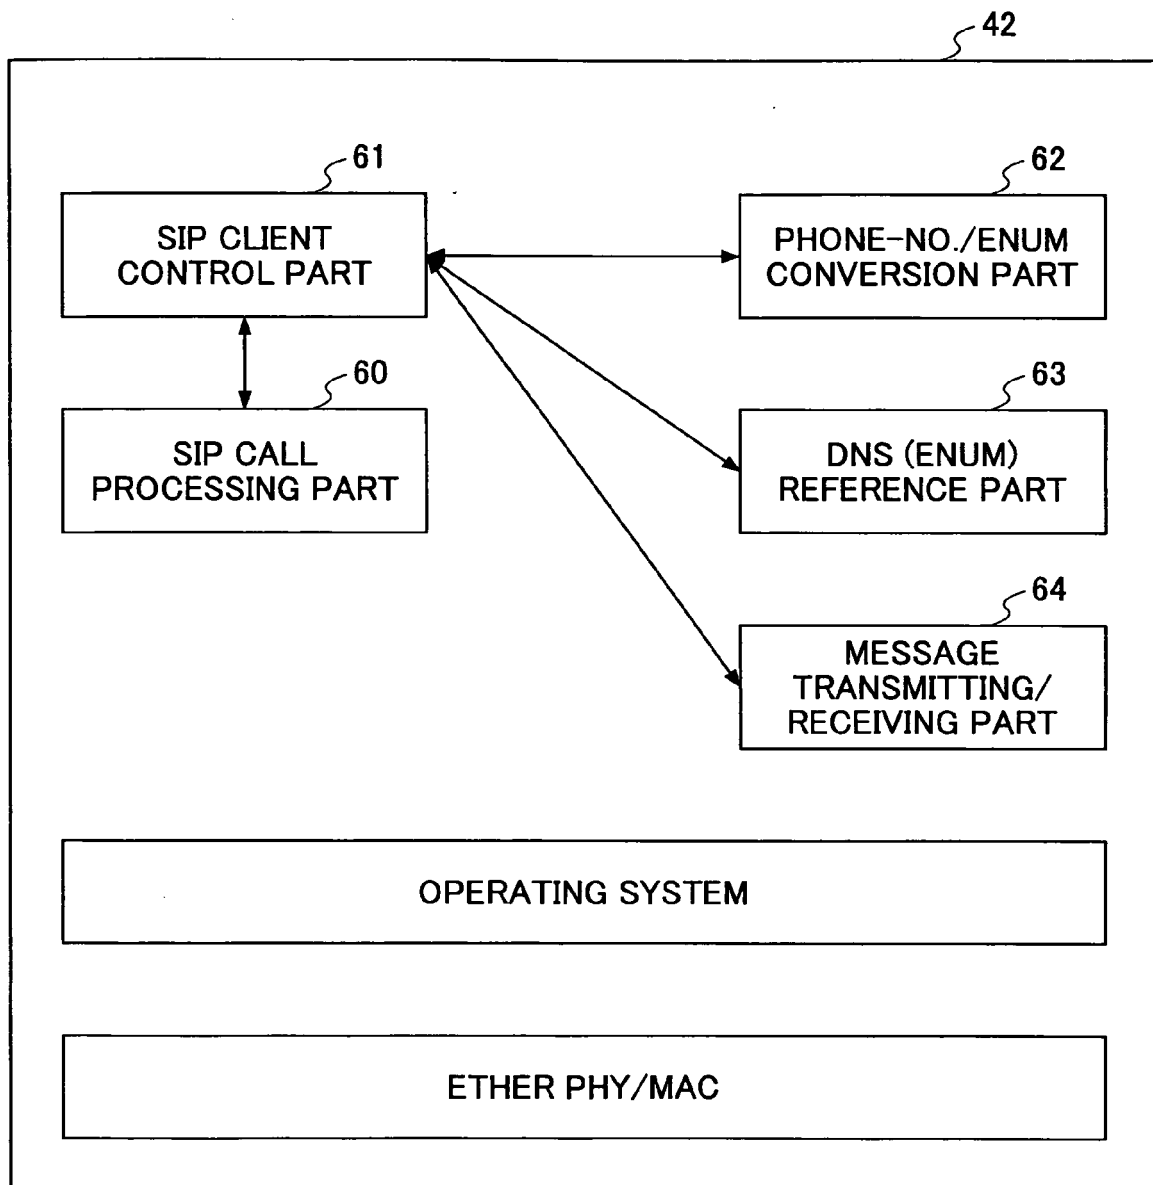 42
61
SIP CLIENT
CONTROL PART
62
PHONE-NO./ENUM
CONVERSION PART
60
SIP CALL
PROCESSING PART
63
DNS (ENUM)
REFERENCE PART
64
MESSAGE
TRANSMITTING/
RECEIVING PART
OPERATING SYSTEM
ETHER PHY/MAC